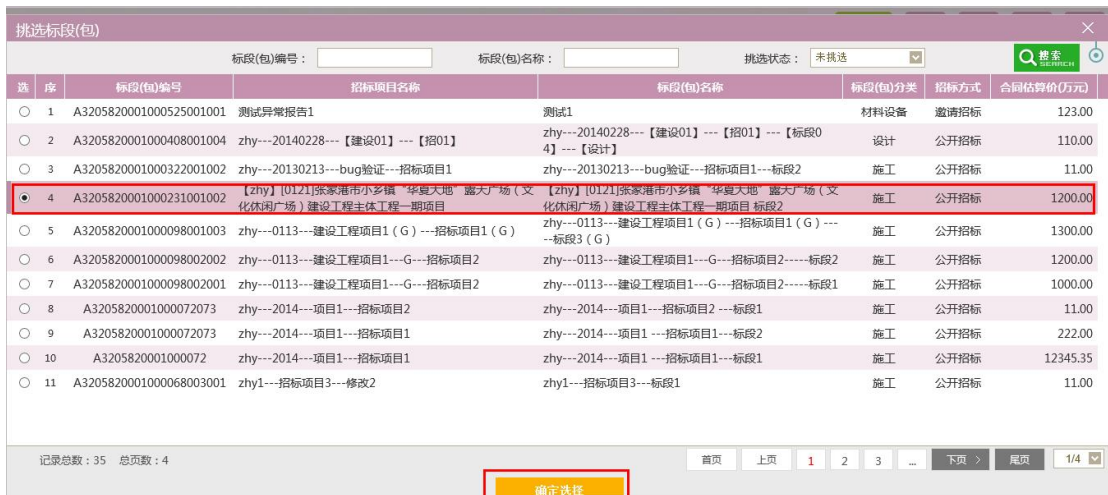 挑选标段(包)
标段(包)编号： 标段(包)名称： 挑选状态： 未挑选 搜索 SEARCH
选 序 标段(包)编号 招标项目名称 标段(包)名称 标段(包)分类 招标方式 合同估算价(万元)
1 A3205820001000525001001 测试异常报告1 测试1 材料设备 邀请招标 123.00
2 A3205820001000408001004 zhy---20140228---【建设01】---【招01】 zhy---20140228---【建设01】---【招01】---【标段0
4】---【设计】 设计 公开招标 110.00
3 A3205820001000322001002 zhy---20130213---bug验证---招标项目1 zhy---20130213---bug验证---招标项目1---标段2 施工 公开招标 11.00
4 A3205820001000231001002 【zhy】[0121]张家港市小乡镇“华夏大地”露天广场（文 【zhy】[0121]张家港市小乡镇“华夏大地”露天广场（文
化休闲广场）建设工程主体工程一期项目 化休闲广场）建设工程主体工程一期项目 标段2 施工 公开招标 1200.00
5 A3205820001000098001003 zhy---0113---建设工程项目1（G）---招标项目1（G） zhy---0113---建设工程项目1（G）---招标项目1（G）---
--标段3（G） 施工 公开招标 1300.00
6 A3205820001000098002002 zhy---0113---建设工程项目1---G---招标项目2 zhy---0113---建设工程项目1---G---招标项目2-----标段2 施工 公开招标 1200.00
7 A3205820001000098002001 zhy---0113---建设工程项目1---G---招标项目2 zhy---0113---建设工程项目1---G---招标项目2-----标段1 施工 公开招标 1000.00
8 A3205820001000072073 zhy---2014---项目1---招标项目2 zhy---2014---项目1---招标项目2 ---标段1 施工 公开招标 11.00
9 A3205820001000072073 zhy---2014---项目1---招标项目1 zhy---2014---项目1 ---招标项目1---标段2 施工 公开招标 222.00
10 A3205820001000072 zhy---2014---项目1---招标项目1 zhy---2014---项目1 ---招标项目1---标段1 施工 公开招标 12345.35
11 A3205820001000068003001 zhy1---招标项目3---修改2 zhy1---招标项目3---标段1 施工 公开招标 11.00
记录总数：35 总页数：4 首页 上页 1 2 3 ... 下页 > 尾页 1/4
确定选择